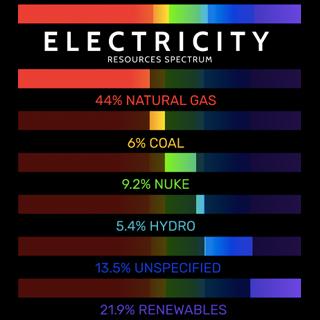 ELECTRICITY
RESOURCES SPECTRUM
44% NATURAL GAS
6% COAL
9.2% NUKE
5.4% HYDRO
13.5% UNSPECIFIED
21.9% RENEWABLES